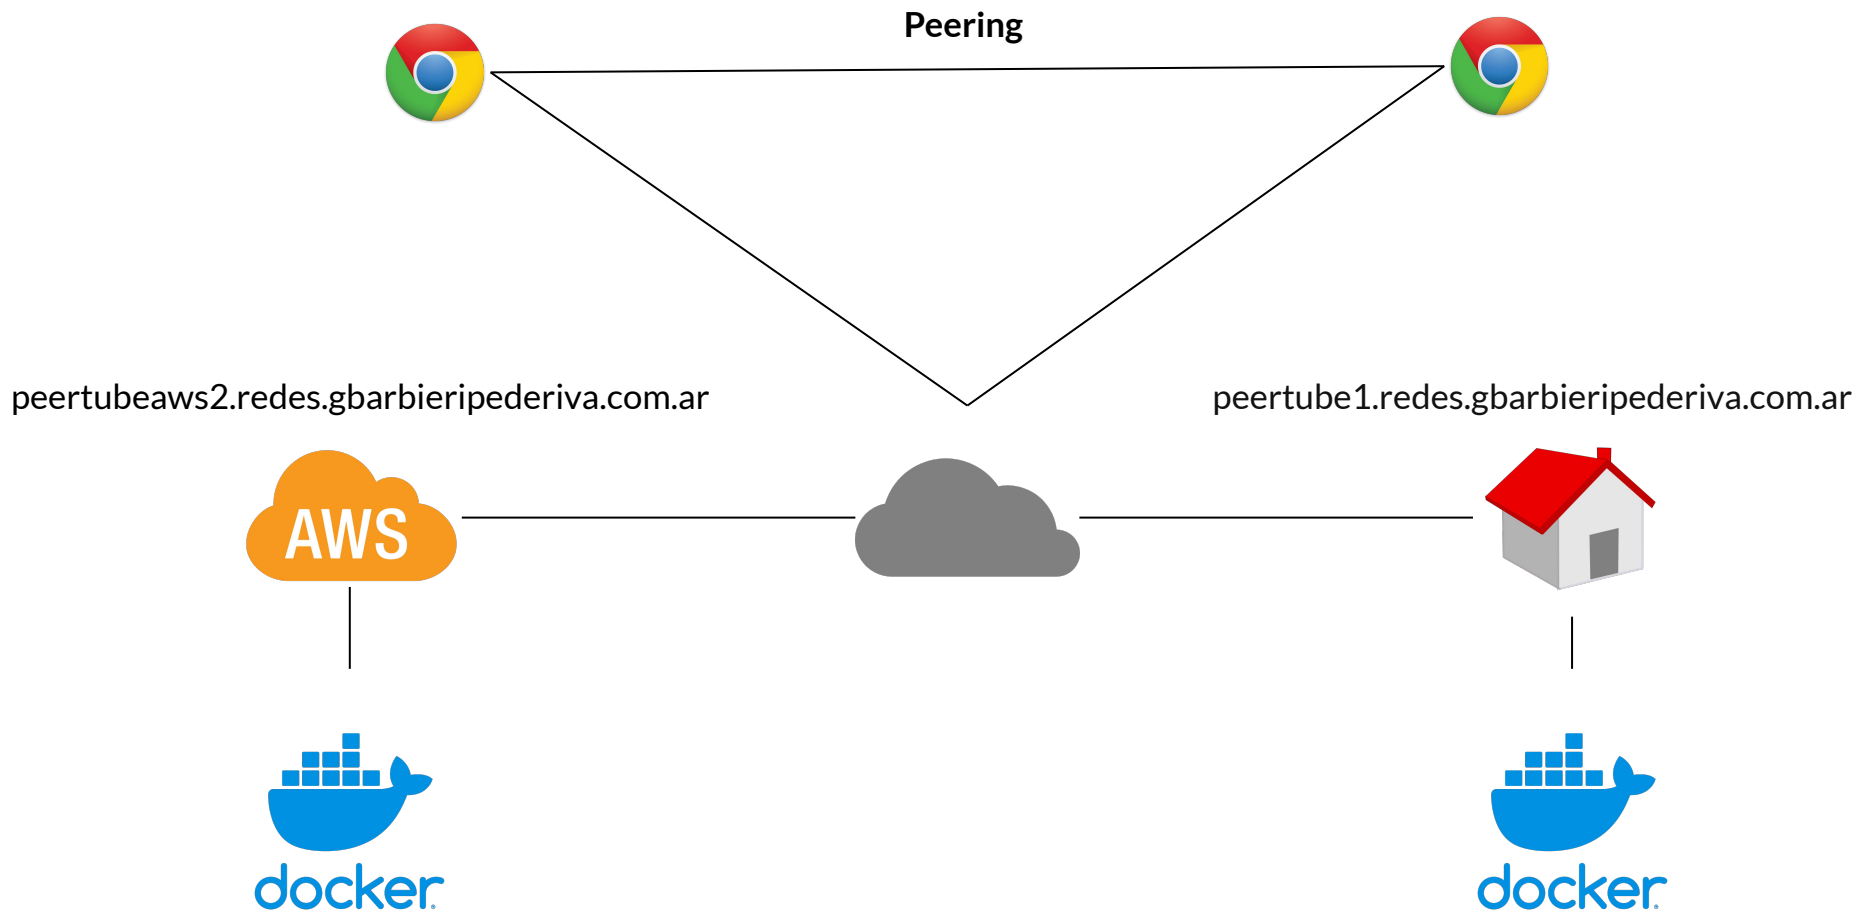 Peering
peertubeaws2.redes.gbarbieripederiva.com.ar
peertube1.redes.gbarbieripederiva.com.ar
AWS
docker
docker